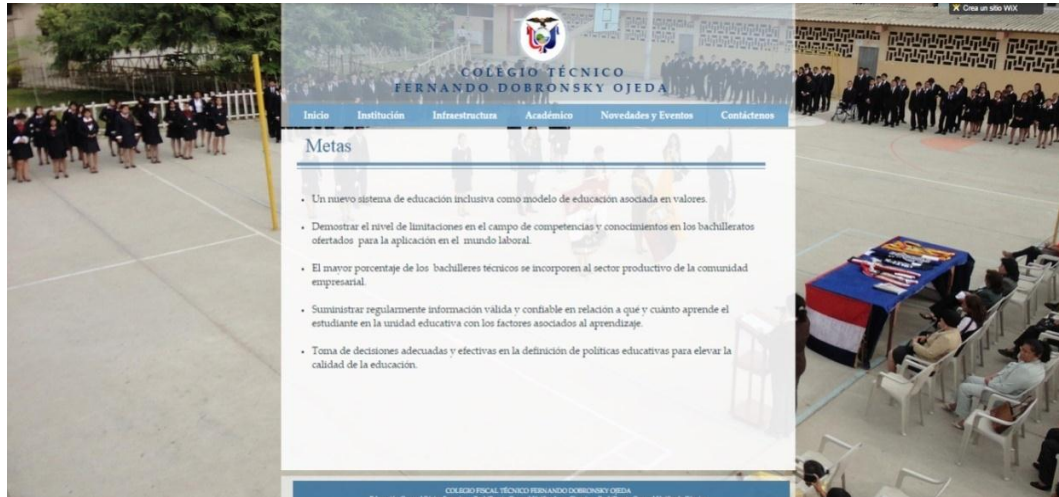 Crea un sitio WiX
COLEGIO TÉCNICO
FERNANDO DOBRONSKY OJEDA
Inicio Institución Infraestructura Académico Novedades y Eventos Contáctenos
Metas
• Un nuevo sistema de educación inclusiva como modelo de educación asociada en valores.
• Demostrar el nivel de limitaciones en el campo de competencias y conocimientos en los bachilleratos
ofertados para la aplicación en el mundo laboral.
• El mayor porcentaje de los bachilleres técnicos se incorporen al sector productivo de la comunidad
empresarial.
• Suministrar regularmente información válida y confiable en relación a qué y cuánto aprende el
estudiante en la unidad educativa con los factores asociados al aprendizaje.
• Toma de decisiones adecuadas y efectivas en la definición de políticas educativas para elevar la
calidad de la educación.
COLEGIO FISCAL TÉCNICO FERNANDO DOBRONSKY OJEDA